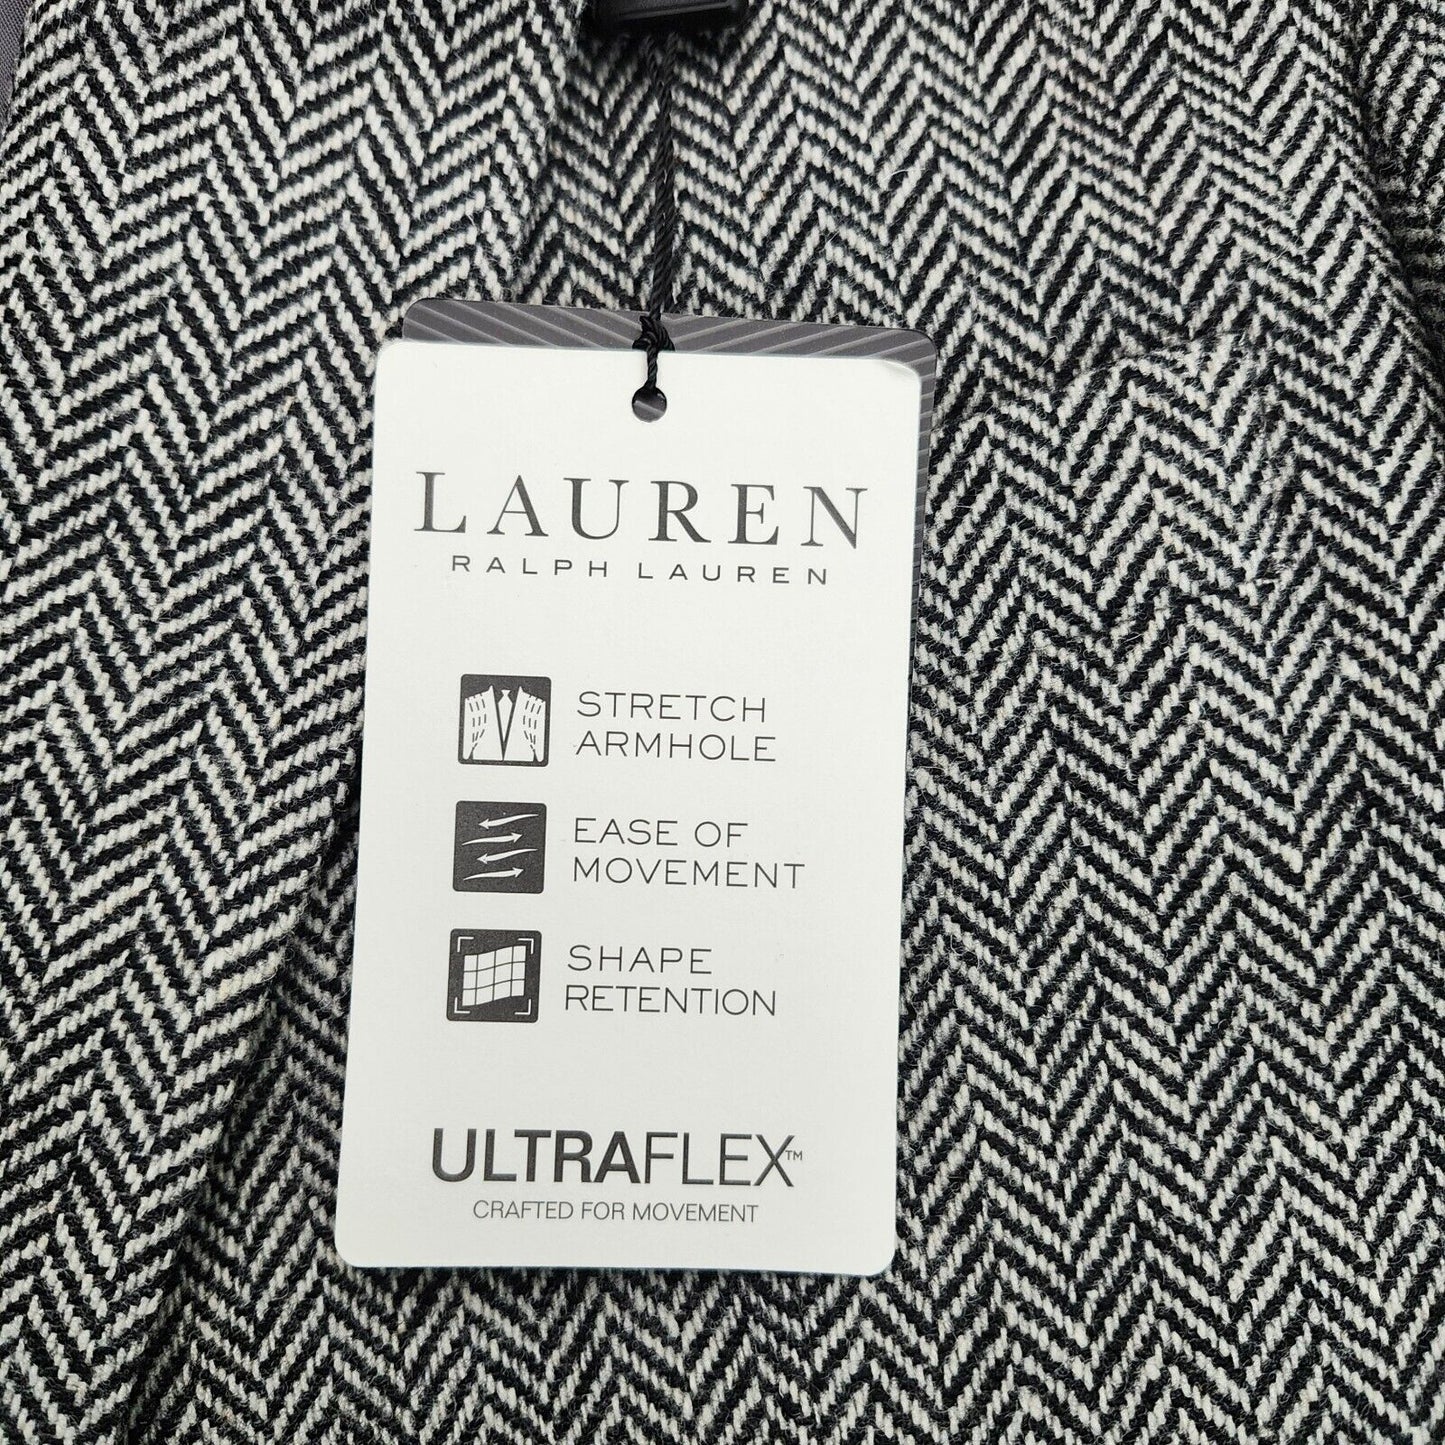 LAUREN
RALPH LAUREN
STRETCH
ARMHOLE
EASE OF
MOVEMENT
SHAPE
RETENTION
ULTRAFLEX™
CRAFTED FOR MOVEMENT